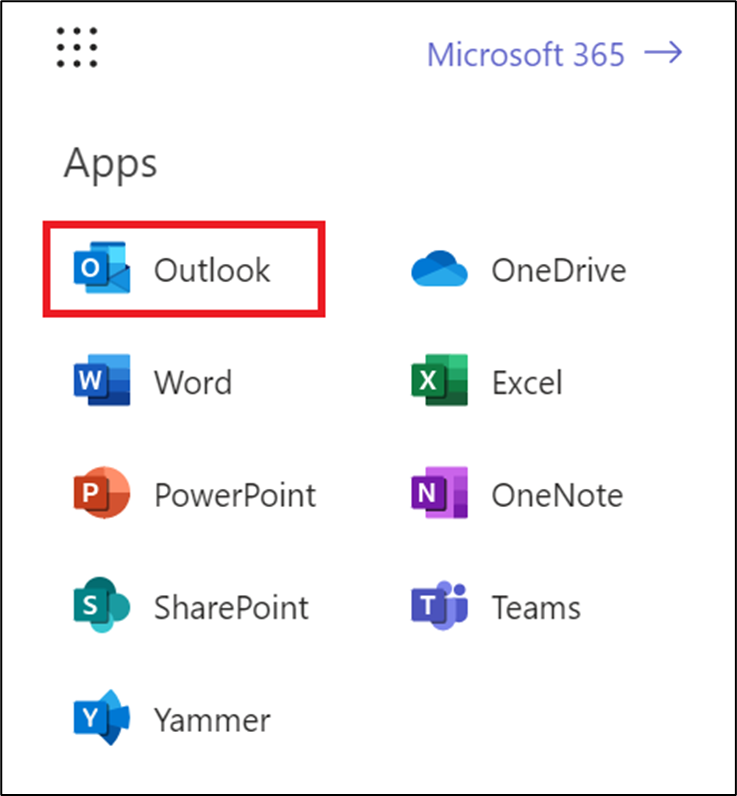 Microsoft 365
Apps
O Outlook
OneDrive
W Word
X Excel
P PowerPoint
N OneNote
S SharePoint
T Teams
Y Yammer